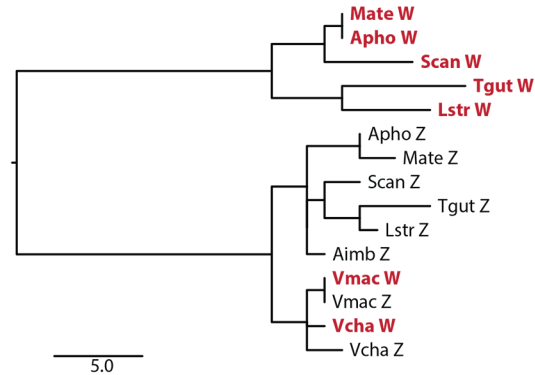 Mate W
Apho W
Scan W
Tgut W
Lstr W
Apho Z
Mate Z
Scan Z
Tgut Z
Lstr Z
Aimb Z
Vmac W
Vmac Z
Vcha W
Vcha Z
5.0